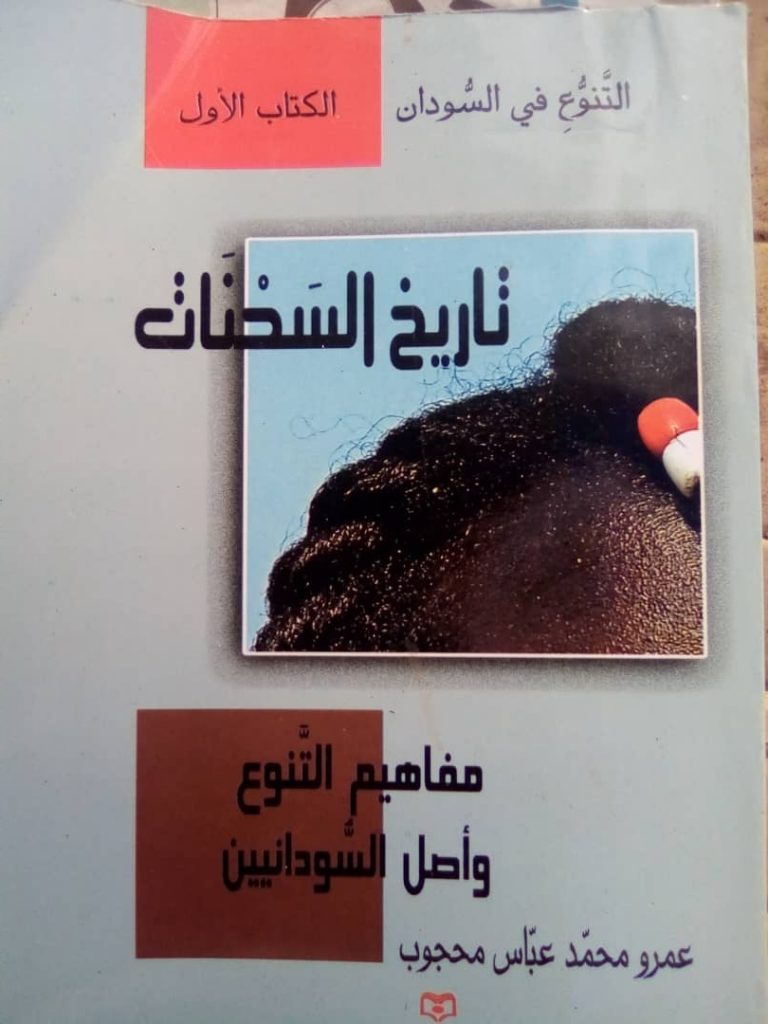 التَّنوُّعِ في السُّودان
الكتاب الأول
تاريخ السَحْنَات
مفاهيم التَّنوع
وأصل السُّودانيين
عمرو محمّد عبّاس محجوب